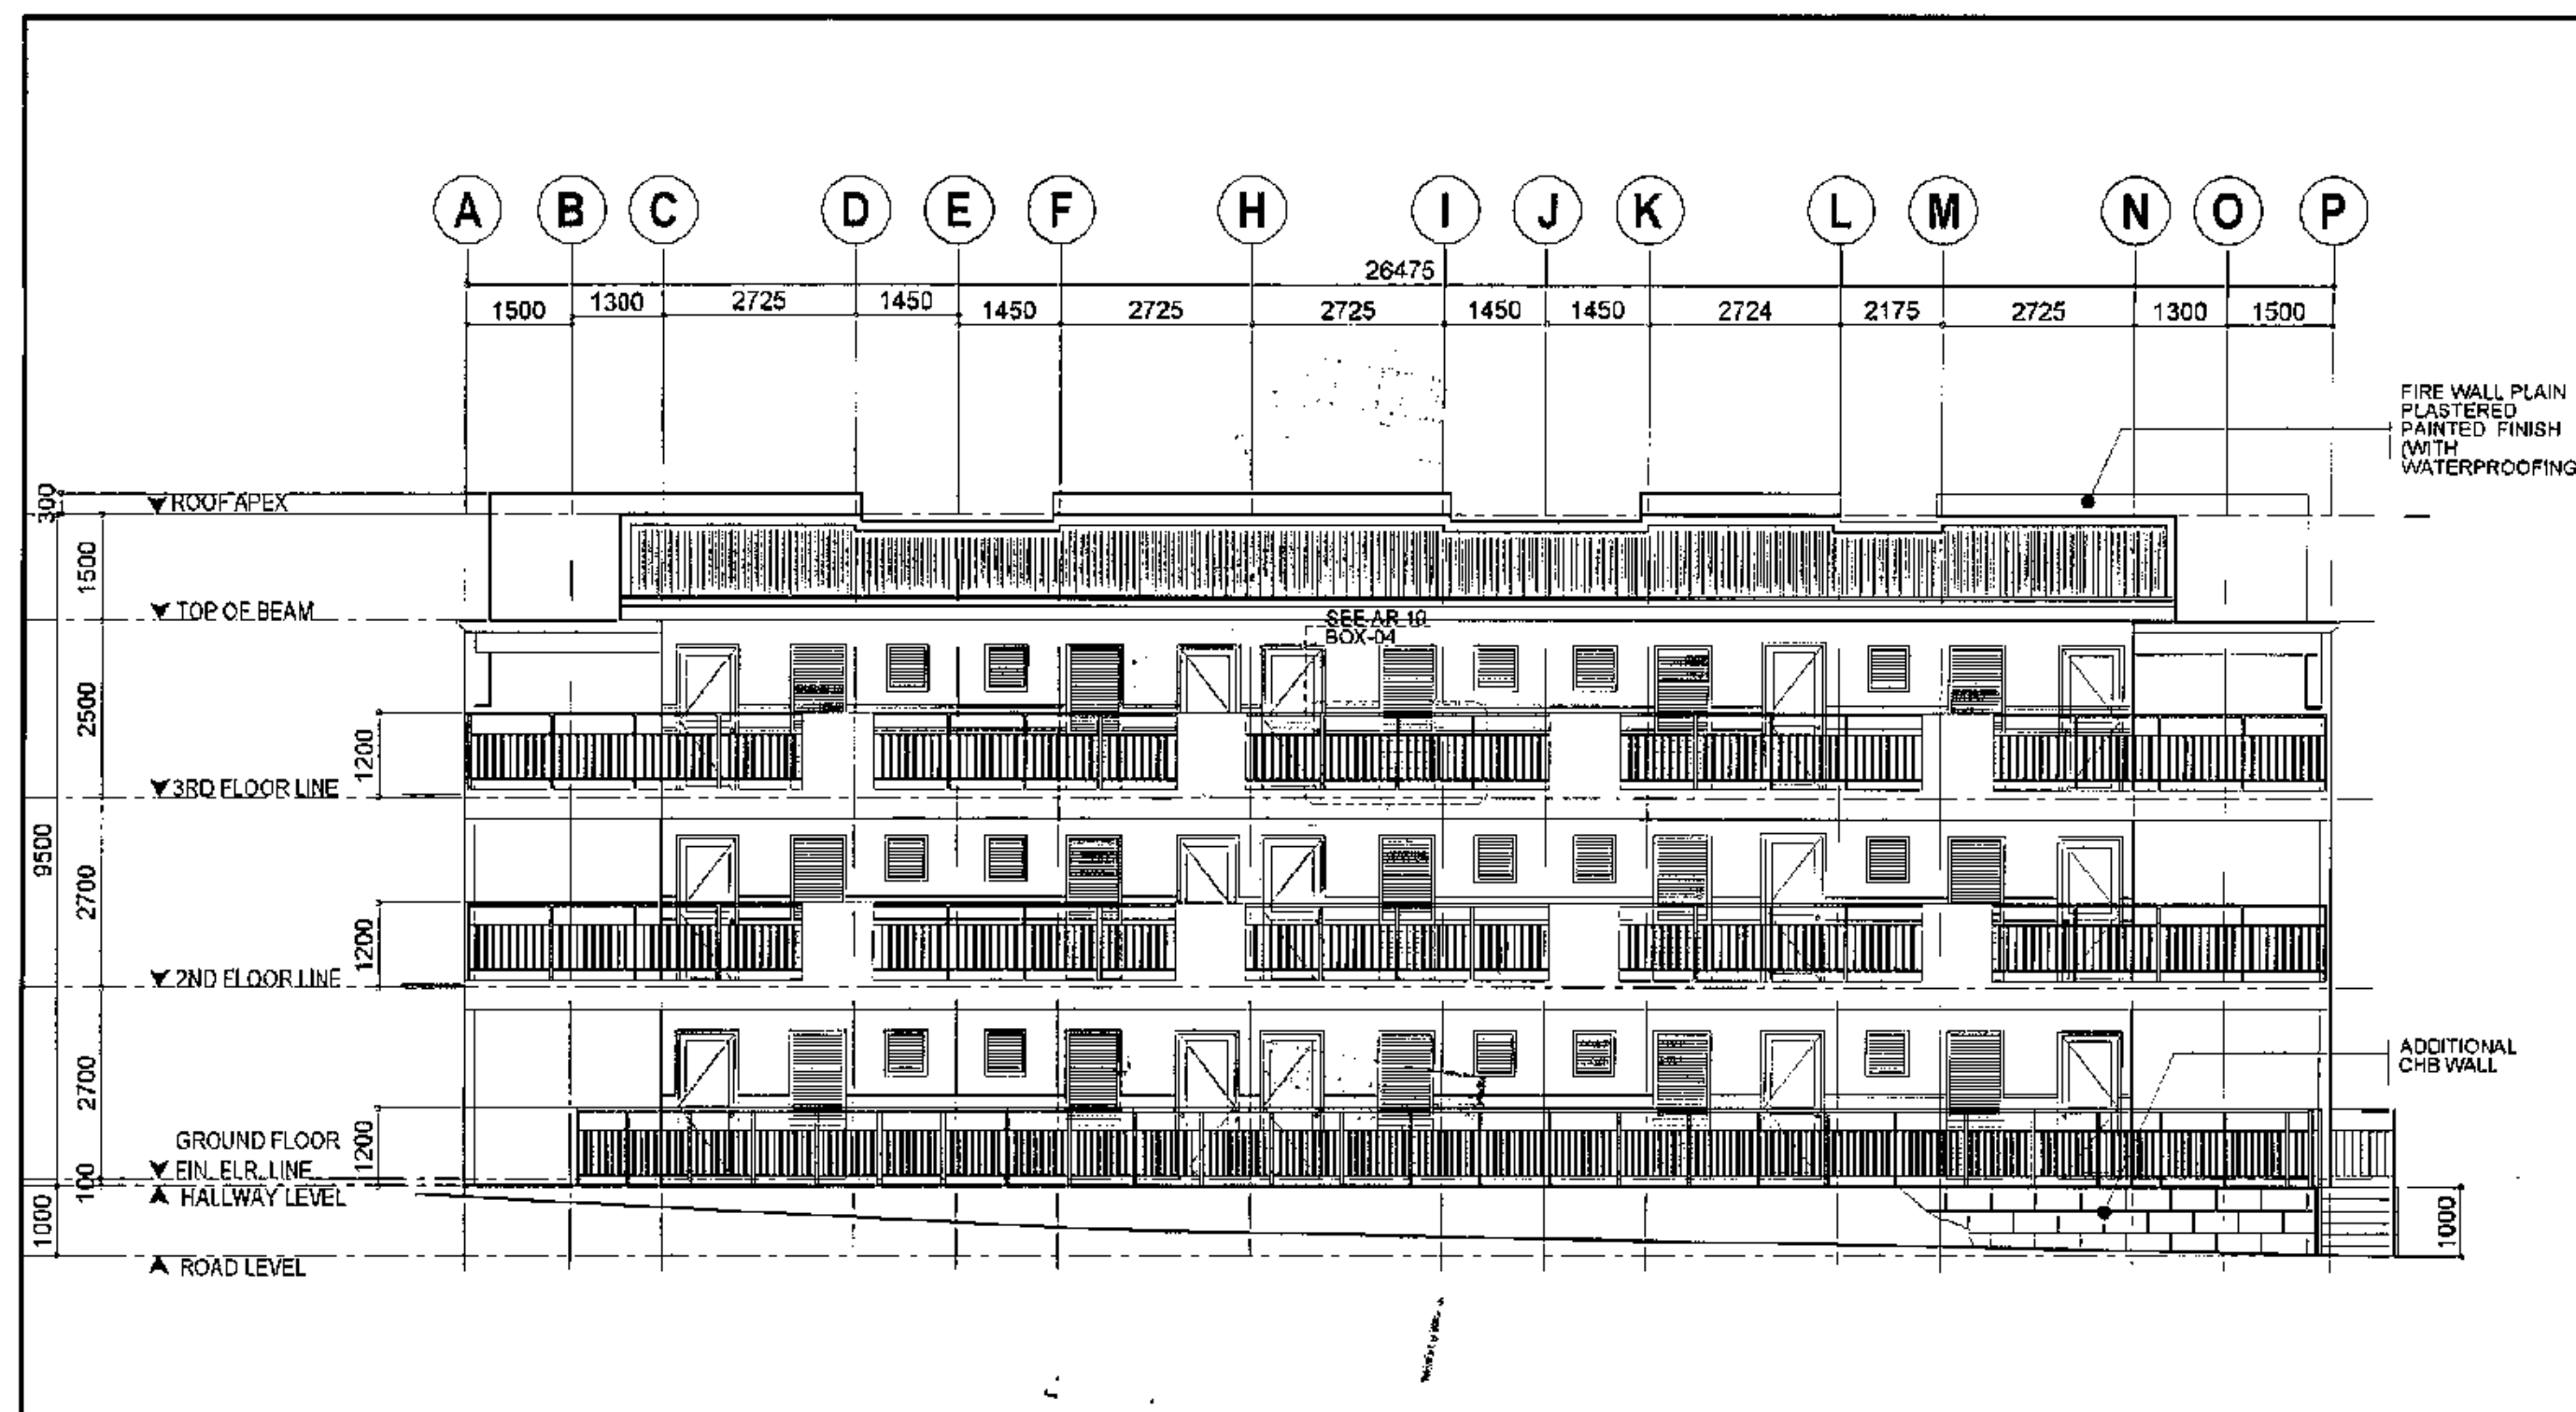 A B C D E F H I J K L M N O P
26475
1500 1300 2725 1450 1450 2725 2725 1450 1450 2724 2175 2725 1300 1500
FIRE WALL PLAIN
PLASTERED
PAINTED FINISH
(WITH
WATERPROOFING
300
ROOF APEX
1500
TOP OF BEAM
SEE AR 10
BOX-04
2500
1200
3RD FLOOR LINE
9500
2700
1200
2ND FLOOR LINE
2700
1200
GROUND FLOOR
FIN. FLR. LINE
100
HALLWAY LEVEL
1000
ROAD LEVEL
ADDITIONAL
CHB WALL
1000